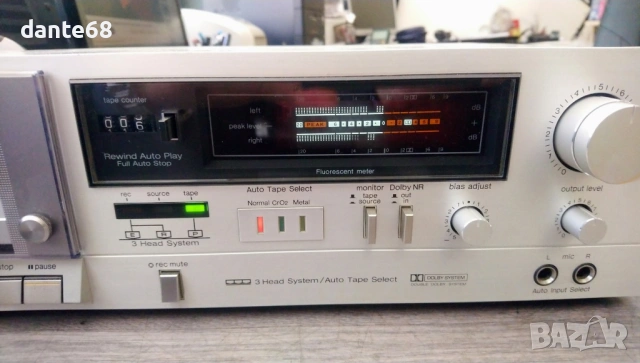 dante68
tape counter
006
Rewind Auto Play
Full Auto Stop
left
peak level
right
dB
+
dB
Fluorescent meter
rec source tape
3 Head System
Auto Tape Select
Normal CrO2 Metal
monitor
tape
source
Dolby NR
out
in
bias adjust
output level
pause
rec mute
3 Head System/Auto Tape Select
DOLBY SYSTEM
L mic R
Auto Input Select
BAZAR